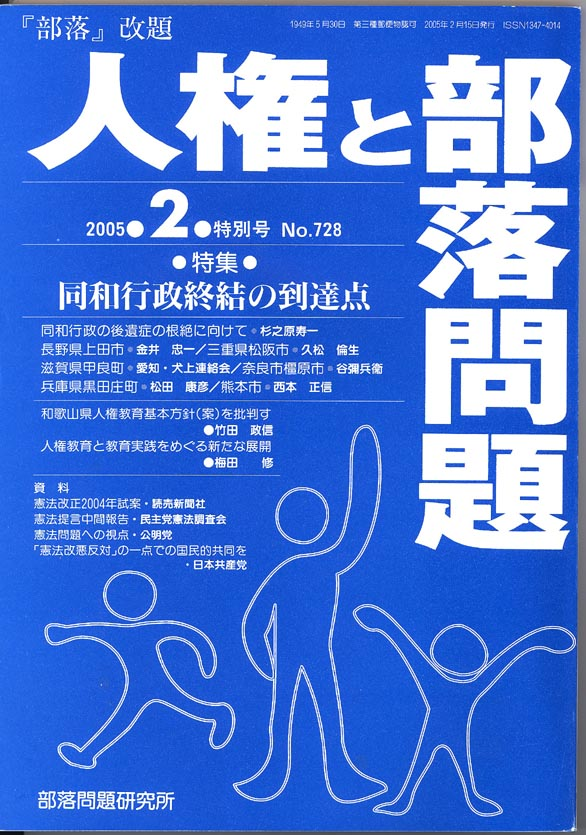 『部落』改題
1949年5月30日 第三種郵便物認可 2005年2月15日発行 ISSN1347-4014
人権と部落問題
2005●2●特別号 No.728
●特集●
同和行政終結の到達点
同和行政の後遺症の根絶に向けて●杉之原寿一
長野県上田市●金井 忠一／三重県松阪市●久松 倫生
滋賀県甲良町●愛知・犬上連絡会／奈良市橿原市●谷彌兵衛
兵庫県黒田庄町●松田 康彦／熊本市●西本 正信
和歌山県人権教育基本方針（案）を批判す
●竹田 政信
人権教育と教育実践をめぐる新たな展開
●梅田 修
資 料
憲法改正2004年試案・読売新聞社
憲法提言中間報告・民主党憲法調査会
憲法問題への視点・公明党
「憲法改悪反対」の一点での国民的共同を
・日本共産党
部落問題研究所